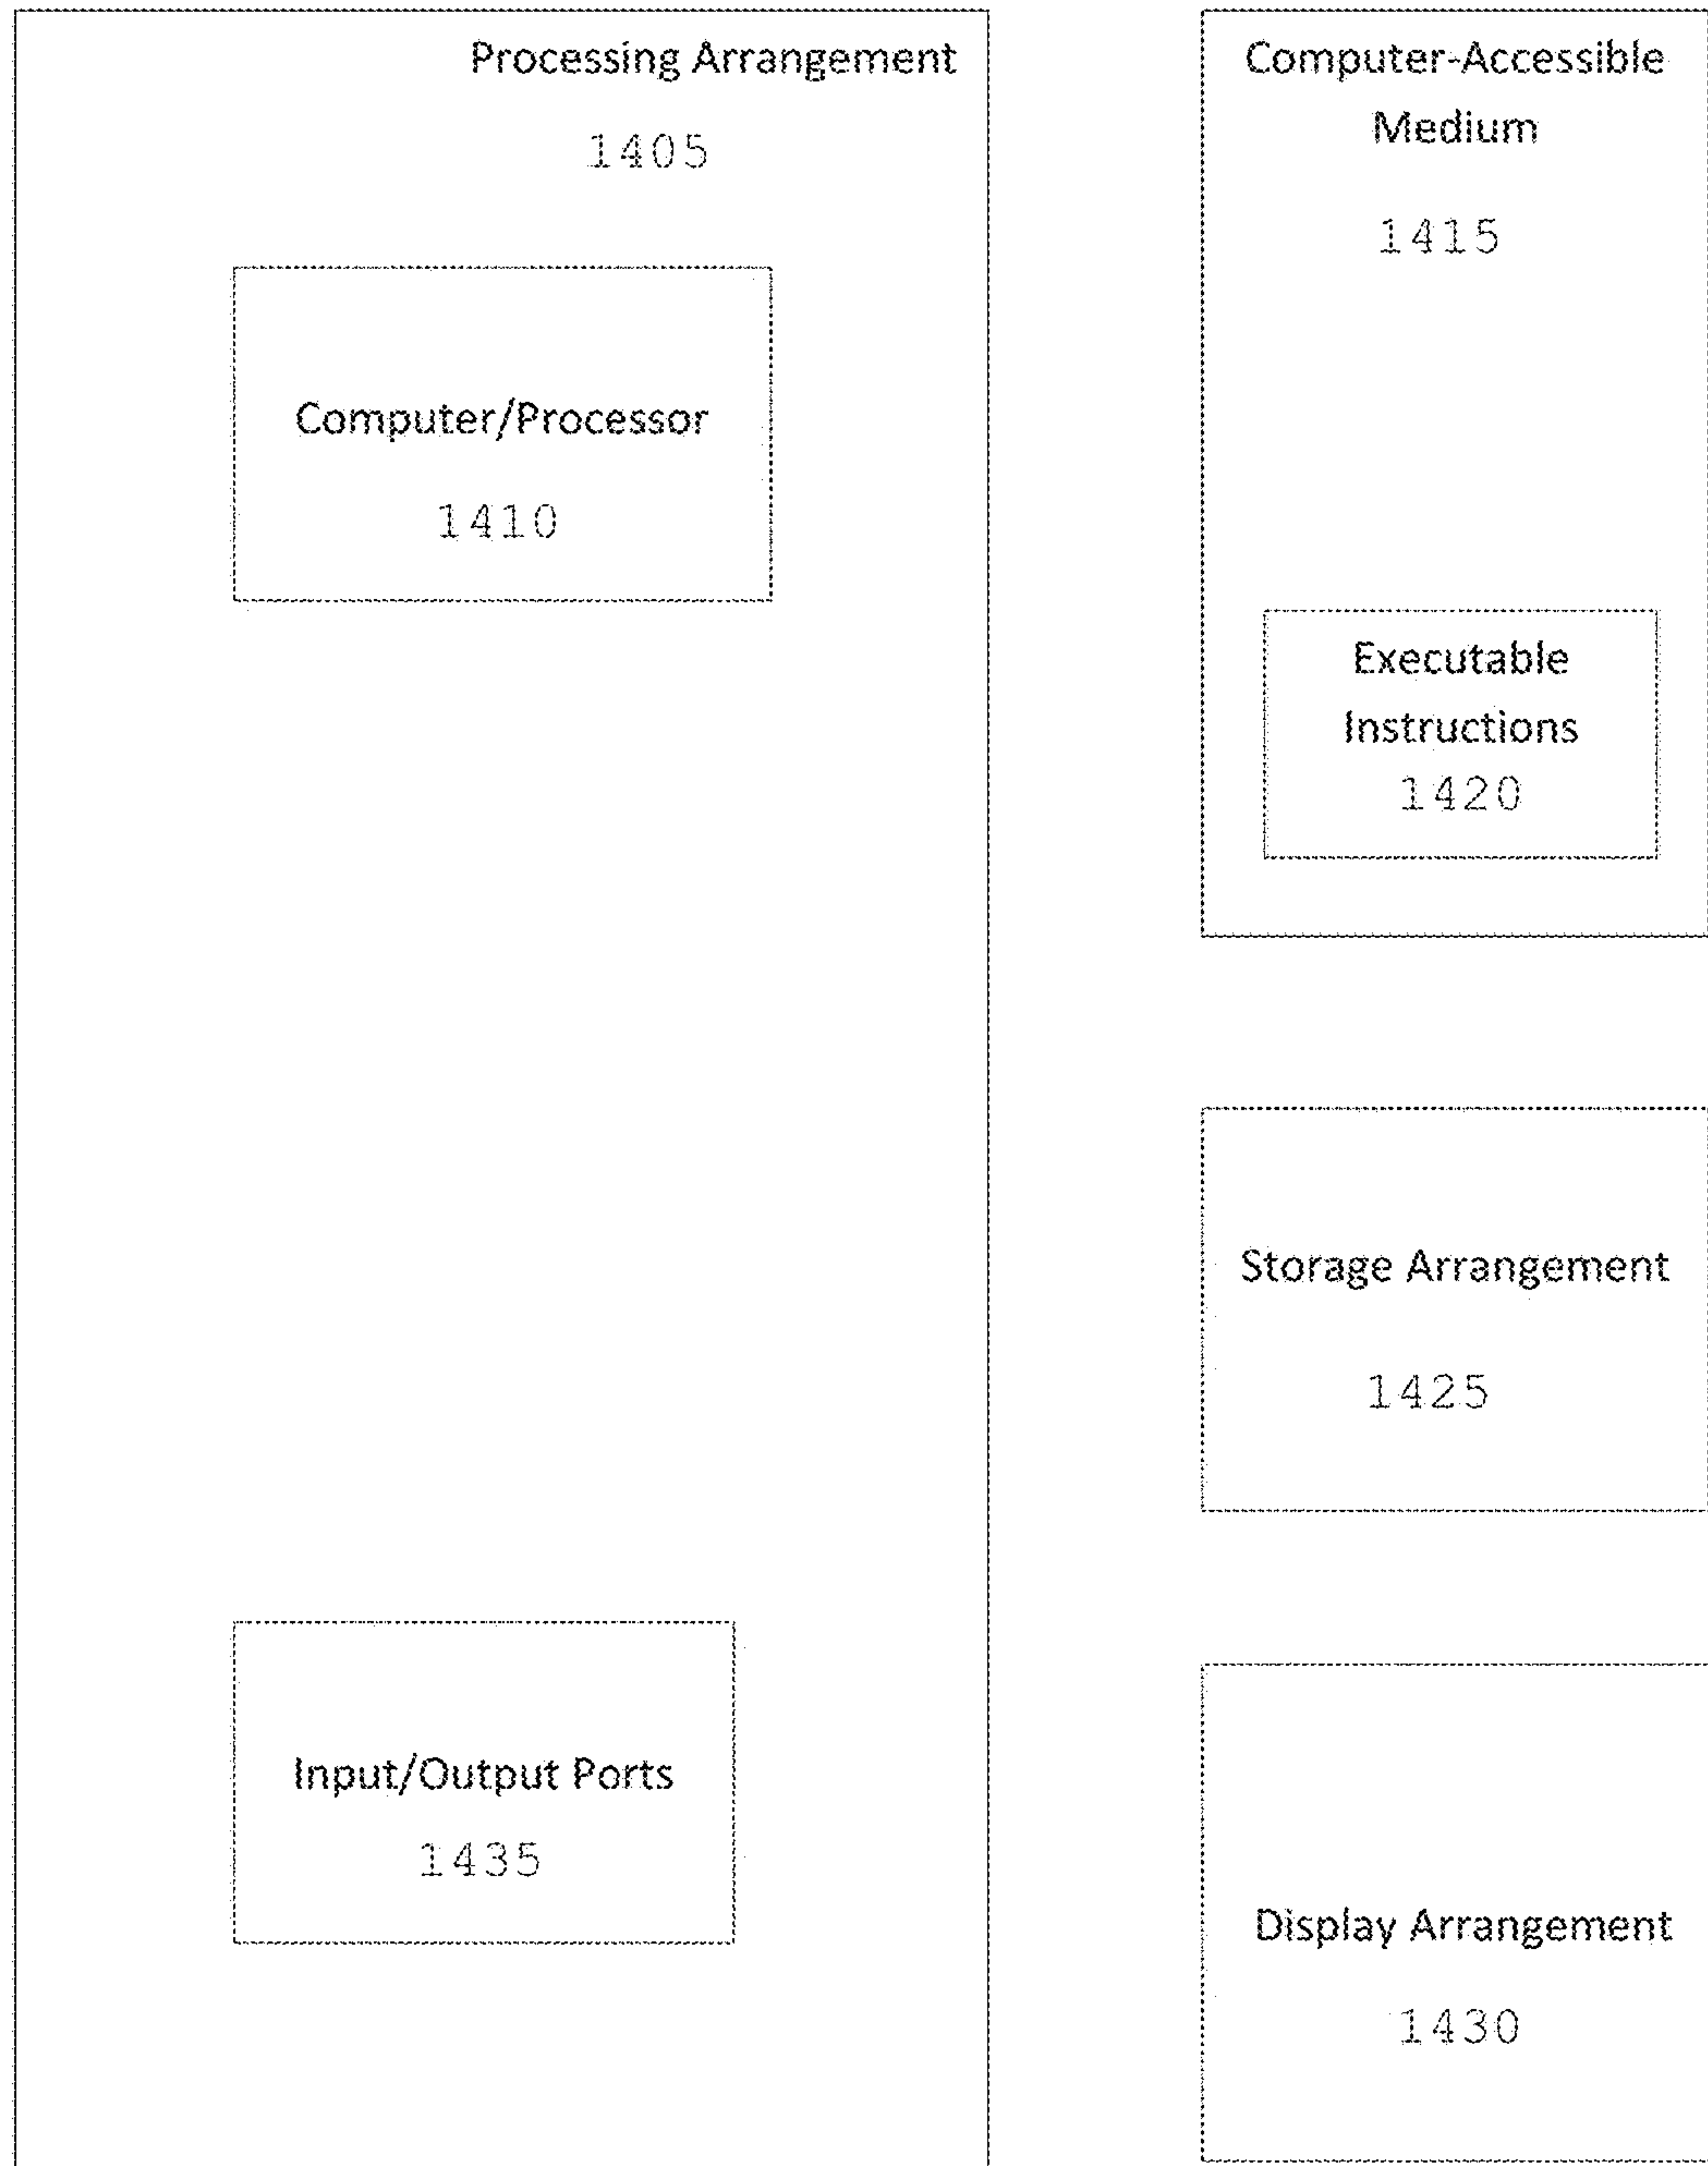 Processing Arrangement
1405
Computer/Processor
1410
Input/Output Ports
1435
Computer-Accessible
Medium
1415
Executable
Instructions
1420
Storage Arrangement
1425
Display Arrangement
1430